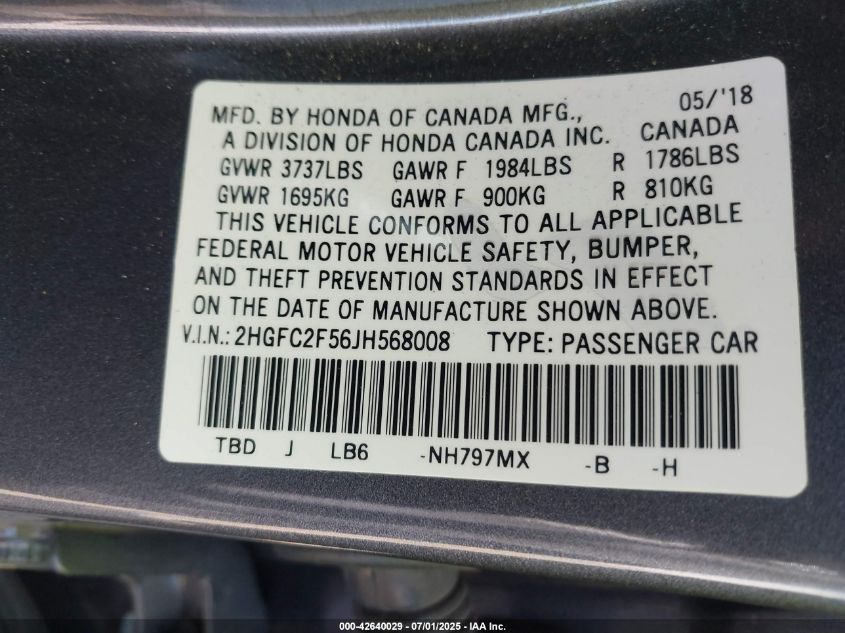 MFD. BY HONDA OF CANADA MFG., 05/'18
A DIVISION OF HONDA CANADA INC. CANADA
GVWR 3737LBS GAWR F 1984LBS R 1786LBS
GVWR 1695KG GAWR F 900KG R 810KG
THIS VEHICLE CONFORMS TO ALL APPLICABLE
FEDERAL MOTOR VEHICLE SAFETY, BUMPER,
AND THEFT PREVENTION STANDARDS IN EFFECT
ON THE DATE OF MANUFACTURE SHOWN ABOVE.
V.I.N.: 2HGFC2F56JH568008 TYPE: PASSENGER CAR
TBD J LB6 -NH797MX -B -H
000-42640029 - 07/01/2025 - IAA Inc.